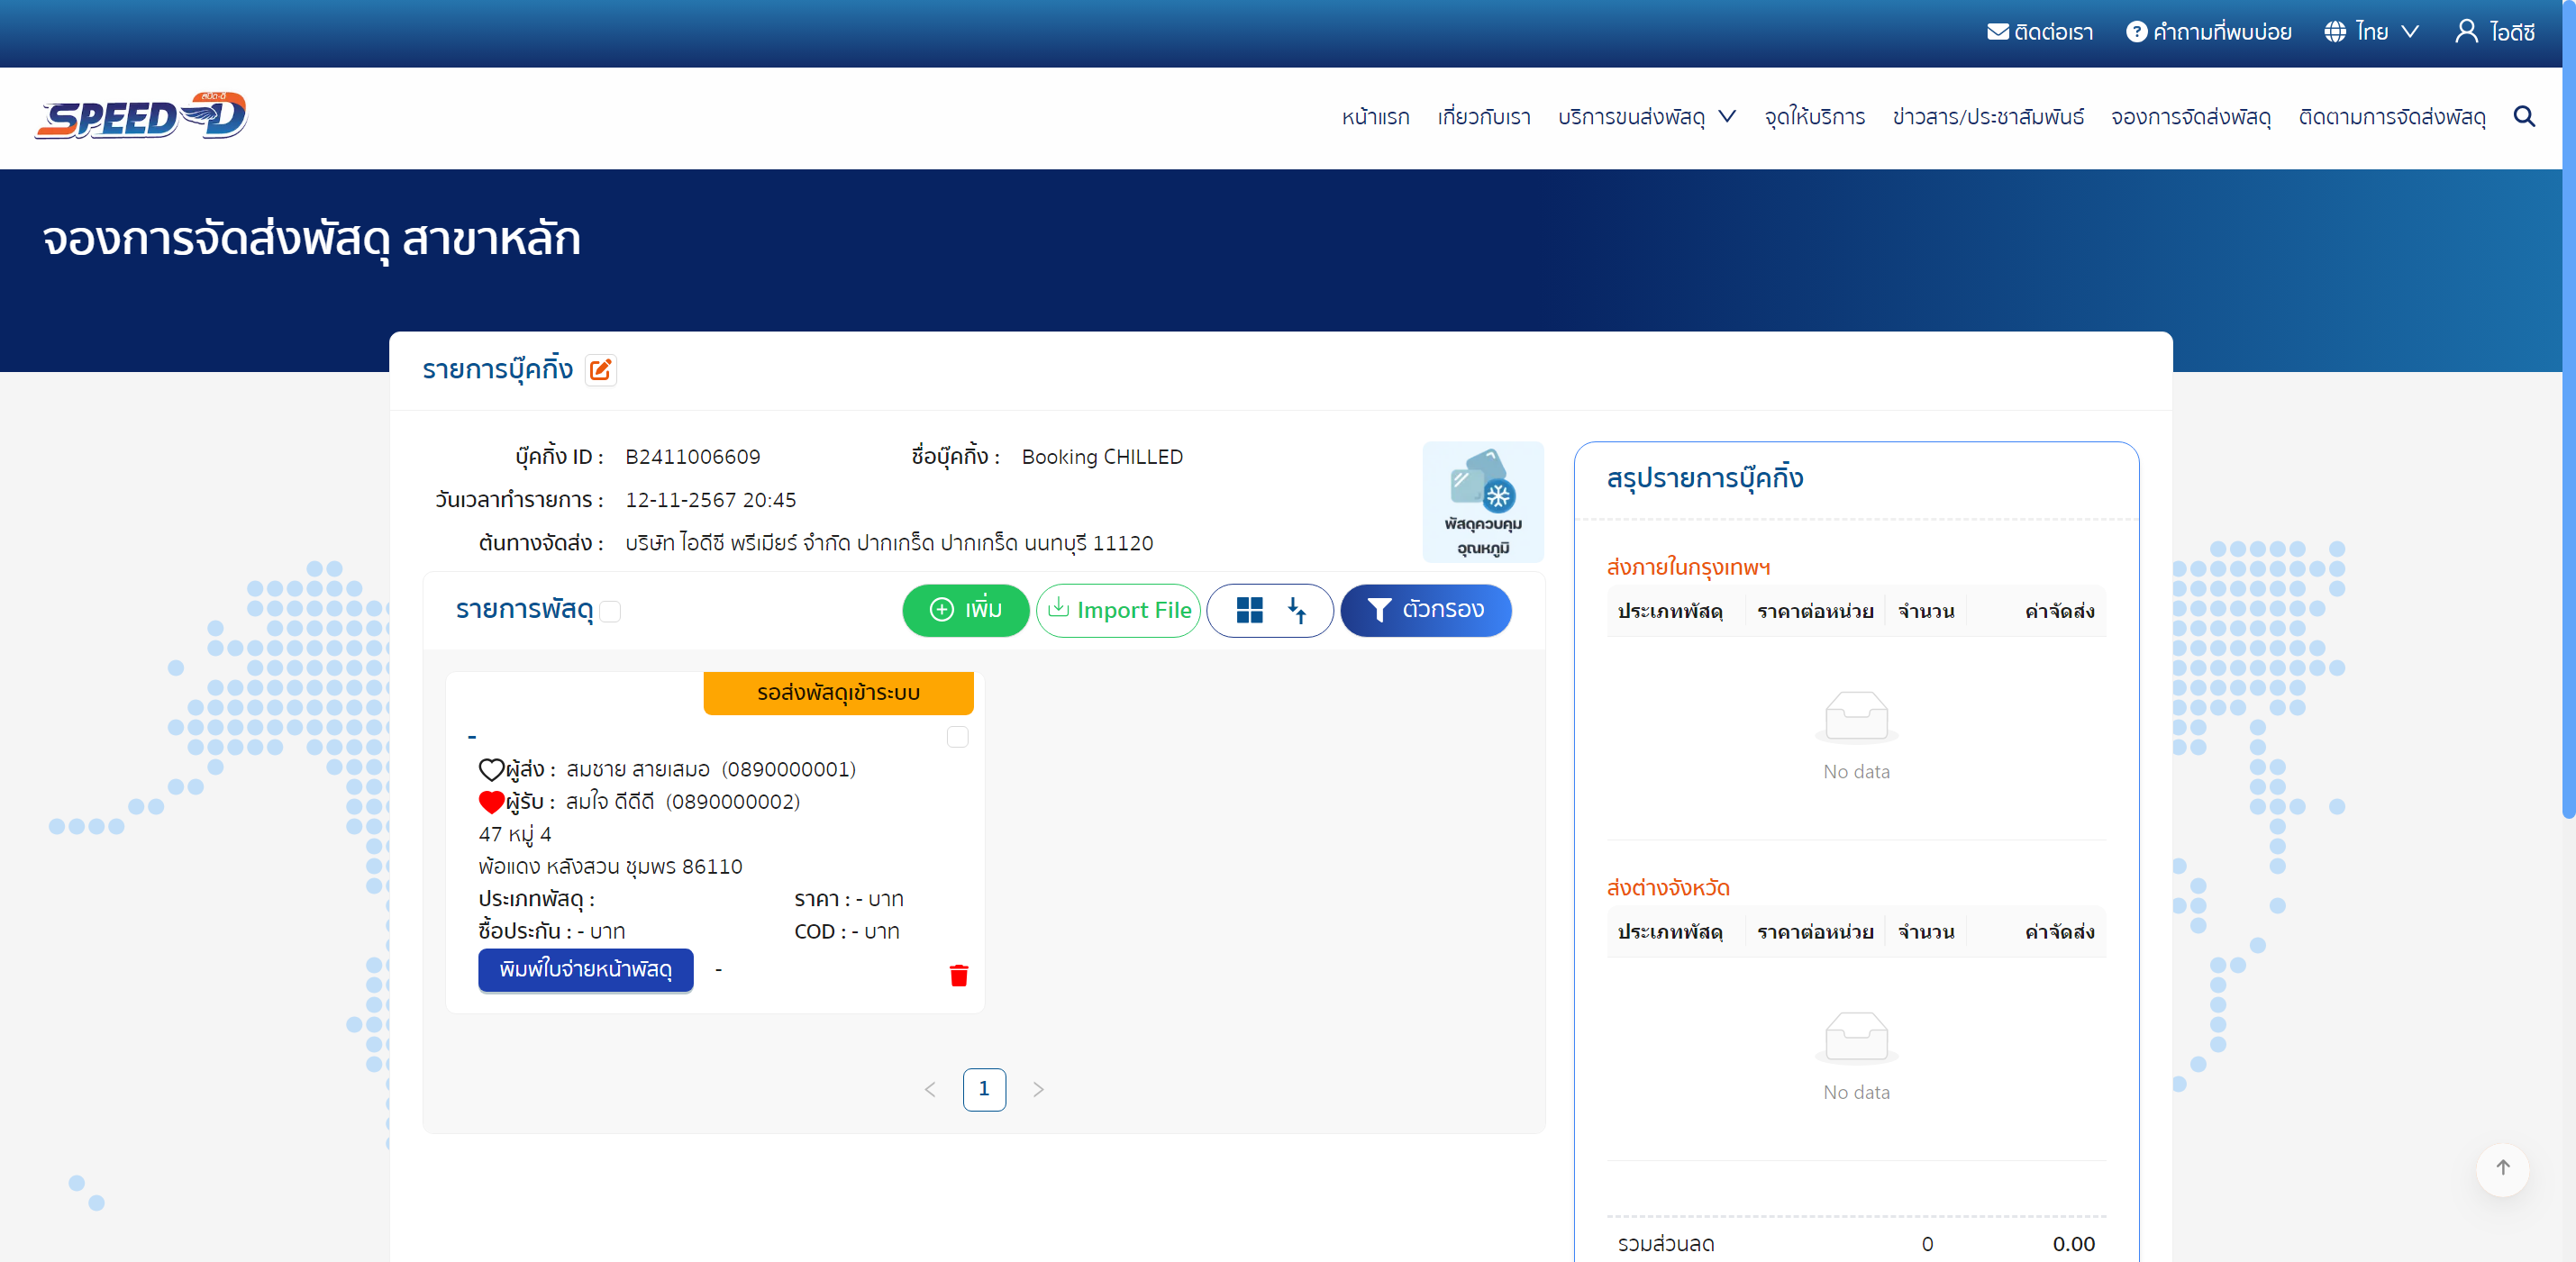 ติดต่อเรา คำถามที่พบบ่อย ไทย ไอดีซี
สปีด-ดี
SPEED-D
หน้าแรก เกี่ยวกับเรา บริการขนส่งพัสดุ จุดให้บริการ ข่าวสาร/ประชาสัมพันธ์ จองการจัดส่งพัสดุ ติดตามการจัดส่งพัสดุ
จองการจัดส่งพัสดุ สาขาหลัก
รายการบุ๊คกิ้ง
บุ๊คกิ้ง ID : B2411006609 ชื่อบุ๊คกิ้ง : Booking CHILLED
วันเวลาทำรายการ : 12-11-2567 20:45
ต้นทางจัดส่ง : บริษัท ไอดีซี พรีเมียร์ จำกัด ปากเกร็ด ปากเกร็ด นนทบุรี 11120
พัสดุควบคุม
อุณหภูมิ
รายการพัสดุ เพิ่ม Import File ตัวกรอง
รอส่งพัสดุเข้าระบบ
-
ผู้ส่ง : สมชาย สายเสมอ (0890000001)
ผู้รับ : สมใจ ดีดีดี (0890000002)
47 หมู่ 4
พ้อแดง หลังสวน ชุมพร 86110
ประเภทพัสดุ : ราคา : - บาท
ซื้อประกัน : - บาท COD : - บาท
พิมพ์ใบจ่ายหน้าพัสดุ -
1
สรุปรายการบุ๊คกิ้ง
ส่งภายในกรุงเทพฯ
ประเภทพัสดุ ราคาต่อหน่วย จำนวน ค่าจัดส่ง
No data
ส่งต่างจังหวัด
ประเภทพัสดุ ราคาต่อหน่วย จำนวน ค่าจัดส่ง
No data
รวมส่วนลด 0 0.00